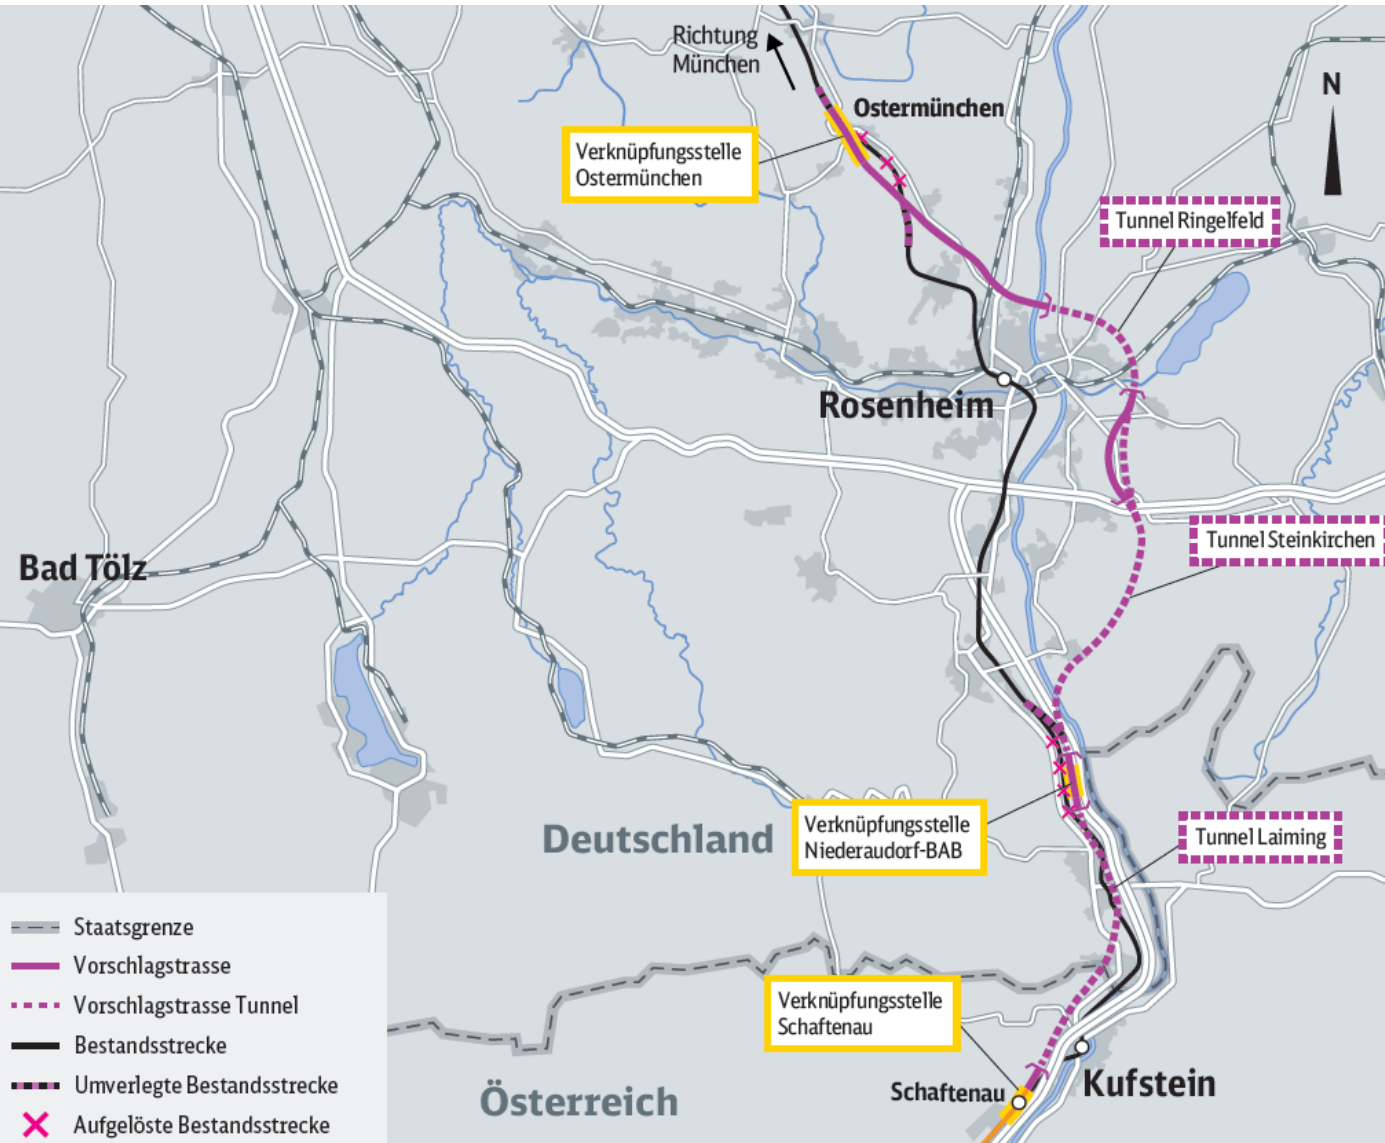 Richtung
München
N
Ostermünchen
Verknüpfungsstelle
Ostermünchen
Tunnel Ringelfeld
Rosenheim
Tunnel Steinkirchen
Bad Tölz
Deutschland
Verknüpfungsstelle
Niederaudorf-BAB
Tunnel Laiming
Verknüpfungsstelle
Schaftenau
Schaftenau
Kufstein
Österreich
Staatsgrenze
Vorschlagstrasse
Vorschlagstrasse Tunnel
Bestandsstrecke
Umverlegte Bestandsstrecke
Aufgelöste Bestandsstrecke